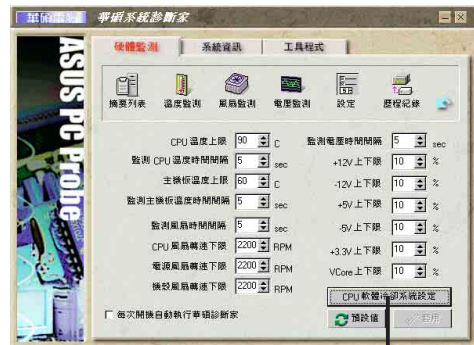 華碩電腦 華碩系統診斷家
ASUS PC Probe
硬體監測 系統資訊 工具程式
摘要列表 溫度監測 風扇監測 電壓監測 設定 歷程紀錄
CPU 溫度上限 90 C
監測 CPU 溫度時間間隔 5 sec
主機板溫度上限 60 C
監測主機板溫度時間間隔 5 sec
監測風扇時間間隔 5 sec
CPU 風扇轉速下限 2200 RPM
電源風扇轉速下限 2200 RPM
機殼風扇轉速下限 2200 RPM
監測電壓時間間隔 5 sec
+12V 上下限 10 %
-12V 上下限 10 %
+5V 上下限 10 %
-5V 上下限 10 %
+3.3V 上下限 10 %
VCore 上下限 10 %
CPU 軟體冷卻系統設定
每次開機自動執行華碩診斷家
預設值 套用